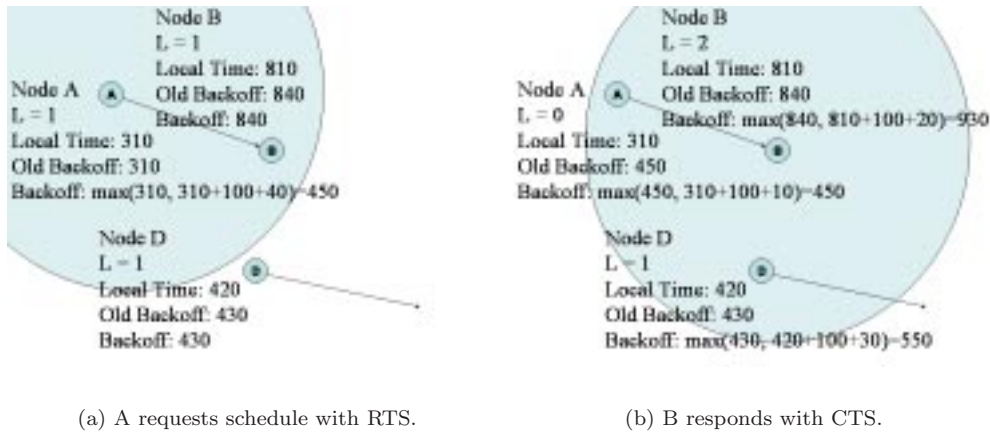 Node B
L = 1
Local Time: 810
Old Backoff: 840
Backoff: 840
Node A
L = 1
Local Time: 310
Old Backoff: 310
Backoff: max(310, 310+100+40)=450
A
B
Node D
L = 1
Local Time: 420
Old Backoff: 430
Backoff: 430
D
(a) A requests schedule with RTS.
Node B
L = 2
Local Time: 810
Old Backoff: 840
Backoff: max(840, 810+100+20)=930
Node A
L = 0
Local Time: 310
Old Backoff: 450
Backoff: max(450, 310+100+10)=450
A
B
Node D
L = 1
Local Time: 420
Old Backoff: 430
Backoff: max(430, 420+100+30)=550
D
(b) B responds with CTS.